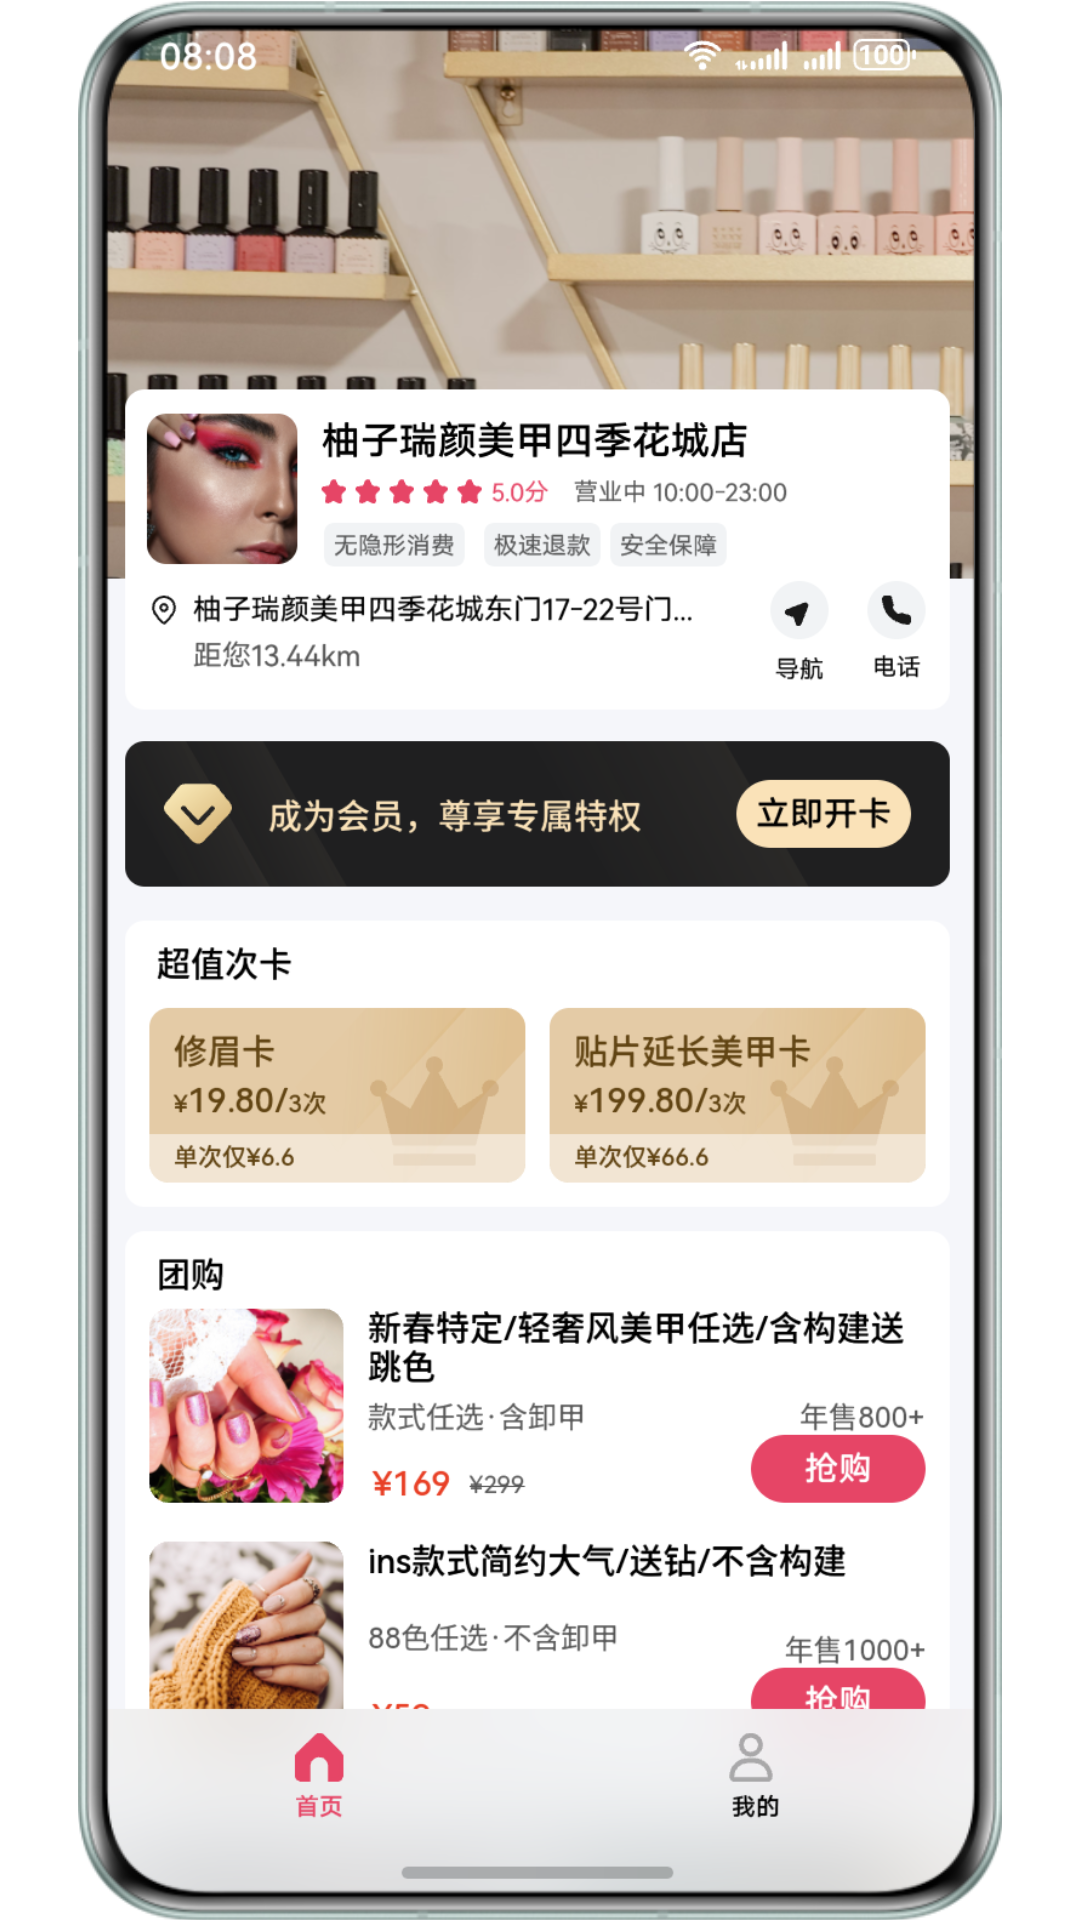 08:08
100
柚子瑞颜美甲四季花城店
5.0分 营业中 10:00-23:00
无隐形消费 极速退款 安全保障
柚子瑞颜美甲四季花城东门17-22号门...
距您13.44km
导航 电话
成为会员，尊享专属特权 立即开卡
超值次卡
修眉卡
¥19.80/3次
单次仅¥6.6
贴片延长美甲卡
¥199.80/3次
单次仅¥66.6
团购
新春特定/轻奢风美甲任选/含构建送
跳色
款式任选·含卸甲 年售800+
¥169 ¥299 抢购
ins款式简约大气/送钻/不含构建
88色任选·不含卸甲 年售1000+
抢购
首页 我的